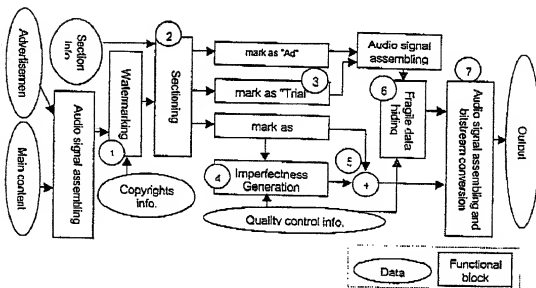 Advertisemen
Main content
Section
info.
Audio signal
assembling
Watermarking
1
Copyrights
info.
2
Sectioning
mark as "Ad"
mark as "Trial"
3
mark as
4
Imperfectness
Generation
Quality control info.
5
+
Audio signal
assembling
6
Fragile data
hiding
7
Audio signal assembling and
bitstream conversion
Output
Data
Functional
block